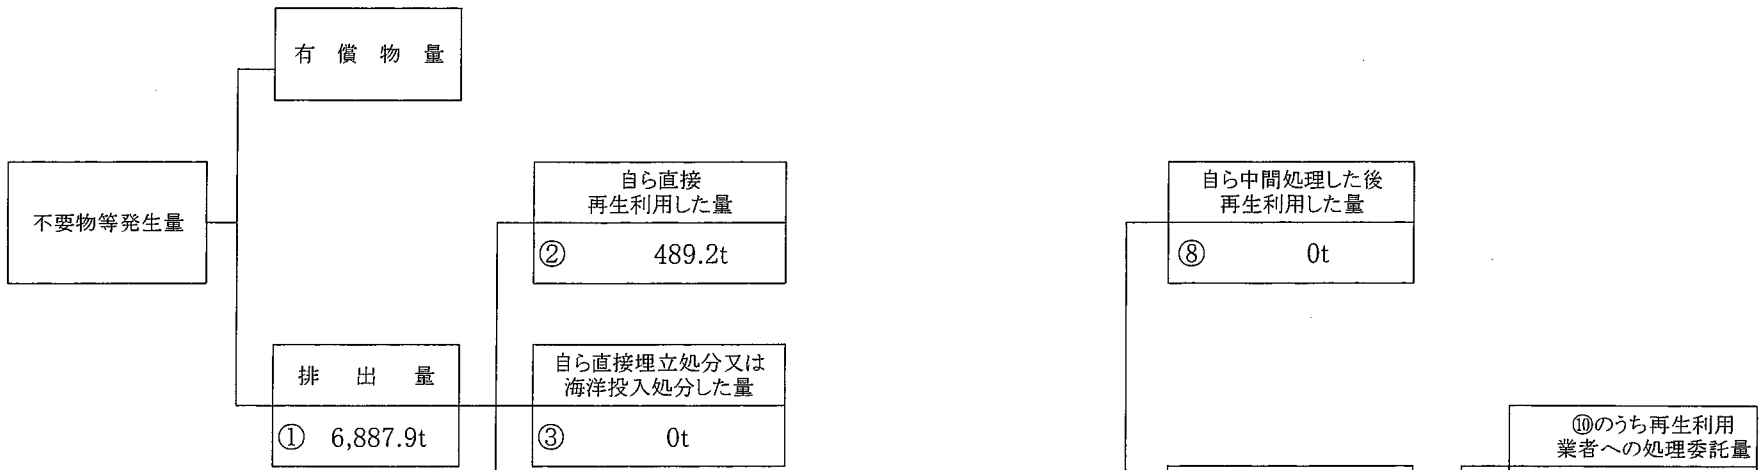 有償物量
不要物等発生量
自ら直接
再生利用した量
② 489.2t
自ら中間処理した後
再生利用した量
⑧ 0t
排出量
① 6,887.9t
自ら直接埋立処分又は
海洋投入処分した量
③ 0t
⑩のうち再生利用
業者への処理委託量